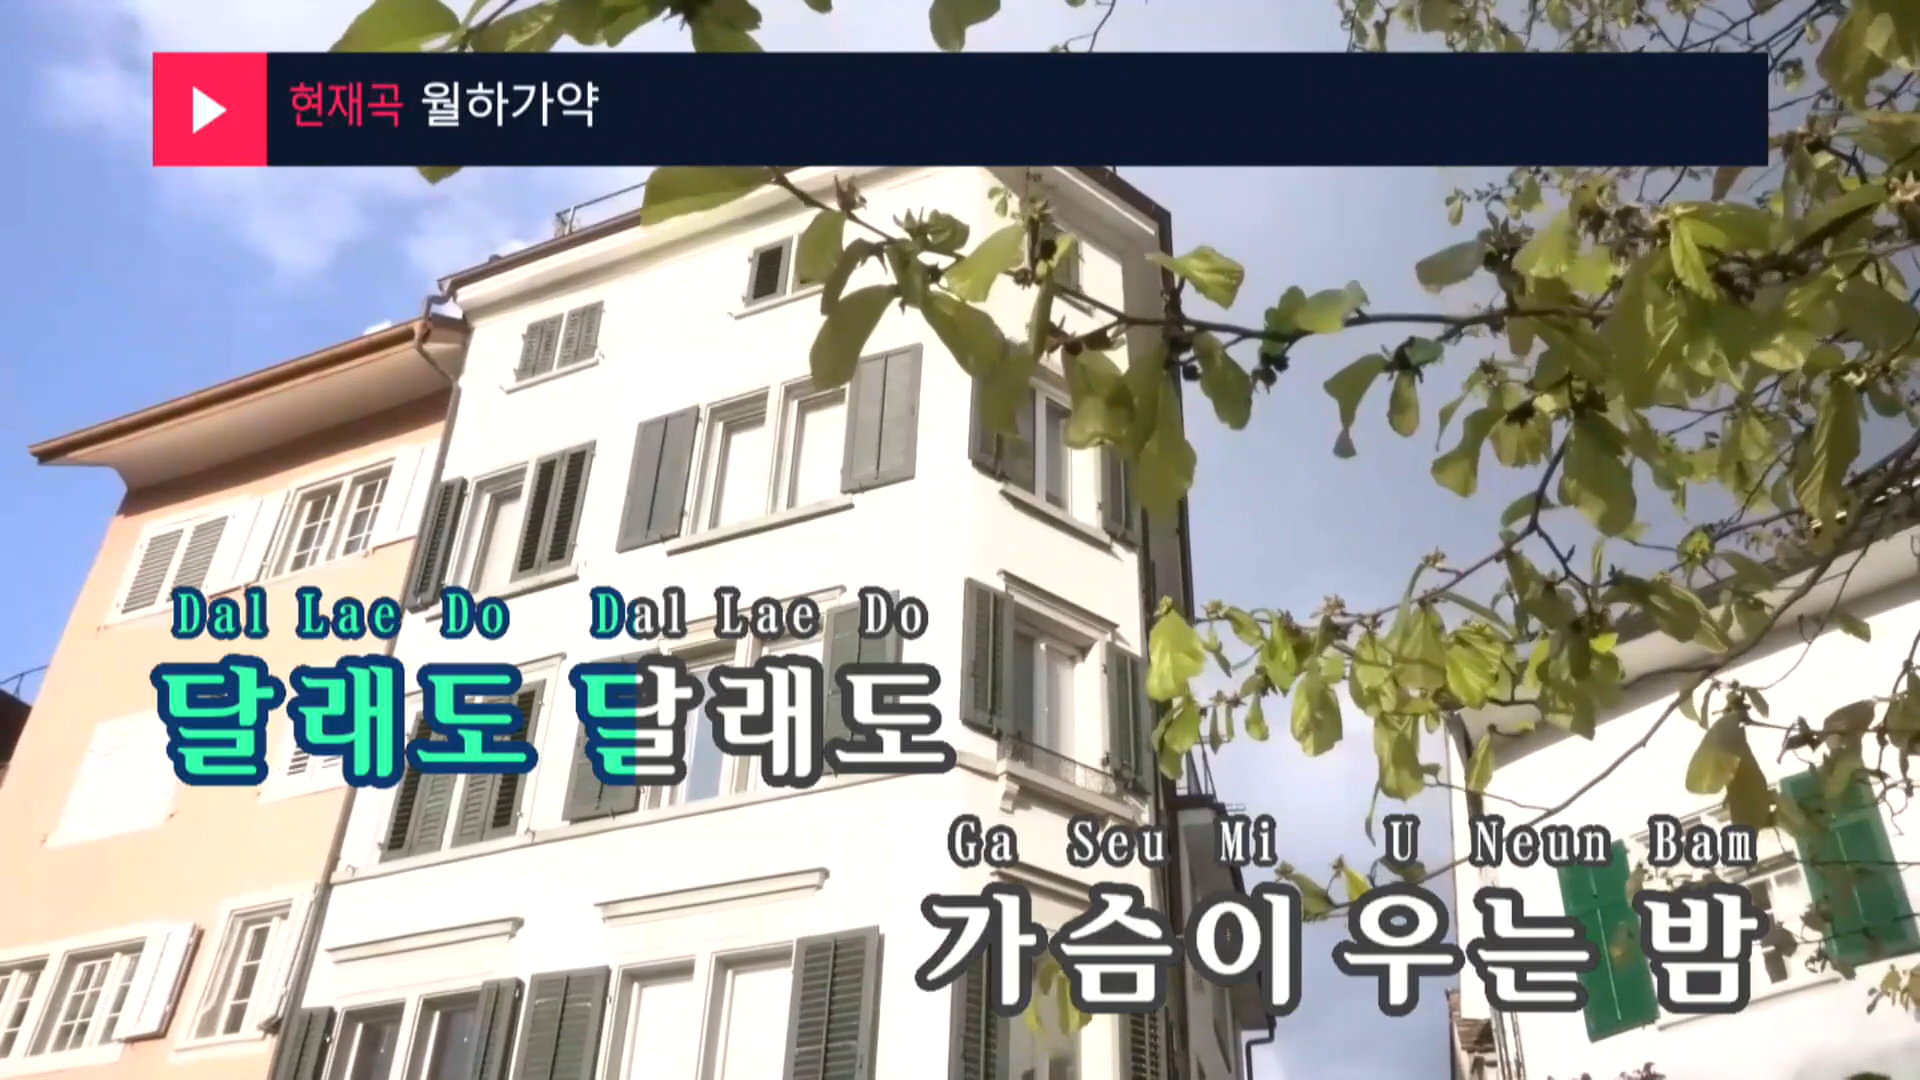 현재곡 월하가약
Dal Lae Do Dal Lae Do
달래도 달래도
Ga Seu Mi U Neun Bam
가슴이 우는 밤